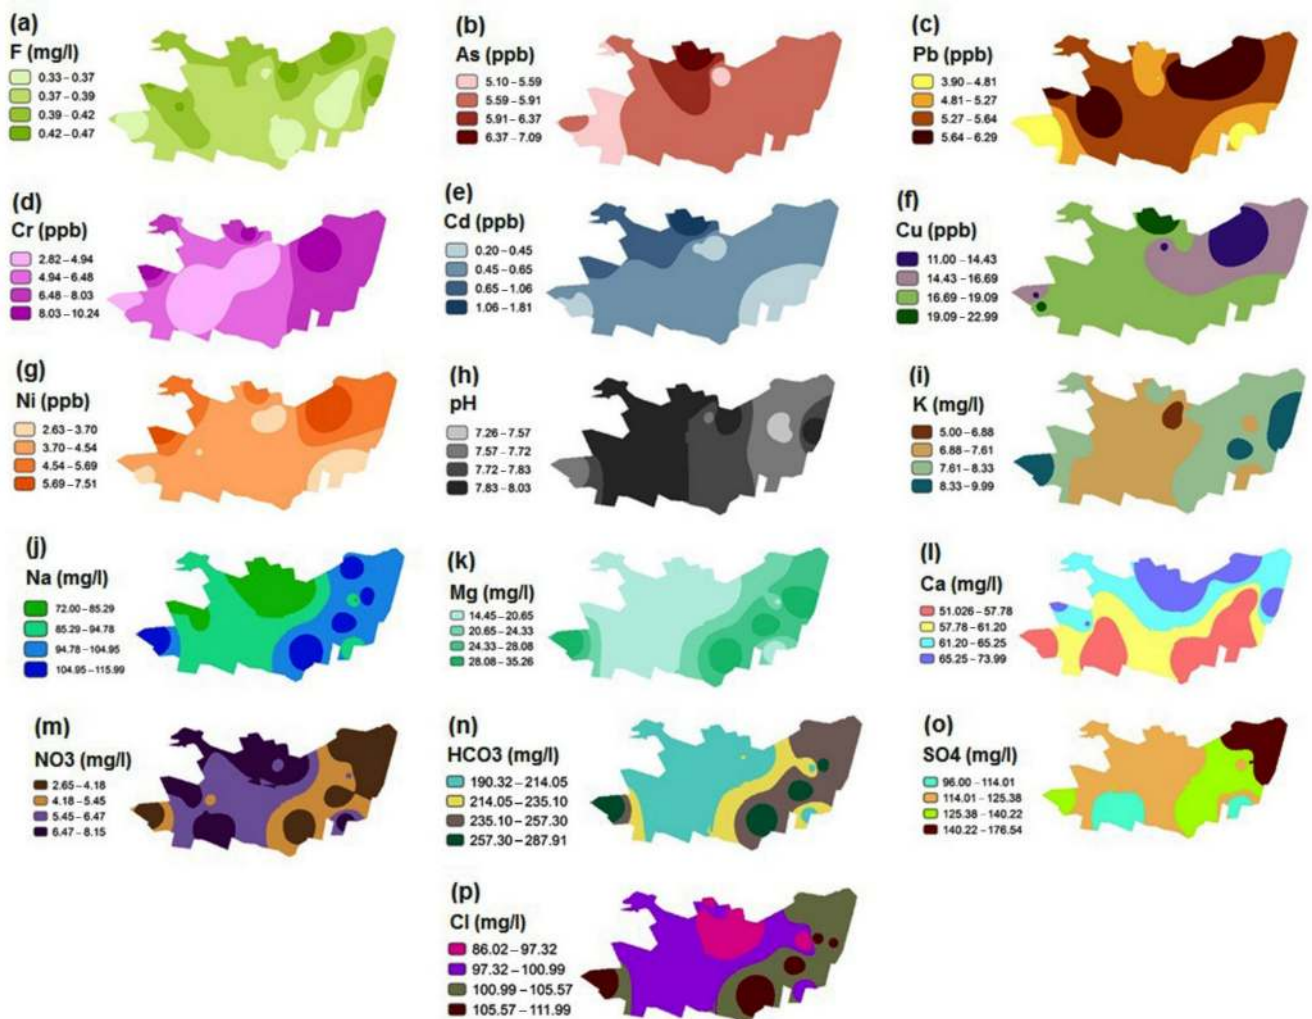 (a)
F (mg/l)
0.33 – 0.37
0.37 – 0.39
0.39 – 0.42
0.42 – 0.47
(b)
As (ppb)
5.10 – 5.59
5.59 – 5.91
5.91 – 6.37
6.37 – 7.09
(c)
Pb (ppb)
3.90 – 4.81
4.81 – 5.27
5.27 – 5.64
5.64 – 6.29
(d)
Cr (ppb)
2.82 – 4.94
4.94 – 6.48
6.48 – 8.03
8.03 – 10.24
(e)
Cd (ppb)
0.20 – 0.45
0.45 – 0.65
0.65 – 1.06
1.06 – 1.81
(f)
Cu (ppb)
11.00 – 14.43
14.43 – 16.69
16.69 – 19.09
19.09 – 22.99
(g)
Ni (ppb)
2.63 – 3.70
3.70 – 4.54
4.54 – 5.69
5.69 – 7.51
(h)
pH
7.26 – 7.57
7.57 – 7.72
7.72 – 7.83
7.83 – 8.03
(i)
K (mg/l)
5.00 – 6.88
6.88 – 7.61
7.61 – 8.33
8.33 – 9.99
(j)
Na (mg/l)
72.00 – 85.29
85.29 – 94.78
94.78 – 104.95
104.95 – 115.99
(k)
Mg (mg/l)
14.45 – 20.65
20.65 – 24.33
24.33 – 28.08
28.08 – 35.26
(l)
Ca (mg/l)
51.026 – 57.78
57.78 – 61.20
61.20 – 65.25
65.25 – 73.99
(m)
NO3 (mg/l)
2.65 – 4.18
4.18 – 5.45
5.45 – 6.47
6.47 – 8.15
(n)
HCO3 (mg/l)
190.32 – 214.05
214.05 – 235.10
235.10 – 257.30
257.30 – 287.91
(o)
SO4 (mg/l)
96.00 – 114.01
114.01 – 125.38
125.38 – 140.22
140.22 – 176.54
(p)
Cl (mg/l)
86.02 – 97.32
97.32 – 100.99
100.99 – 105.57
105.57 – 111.99